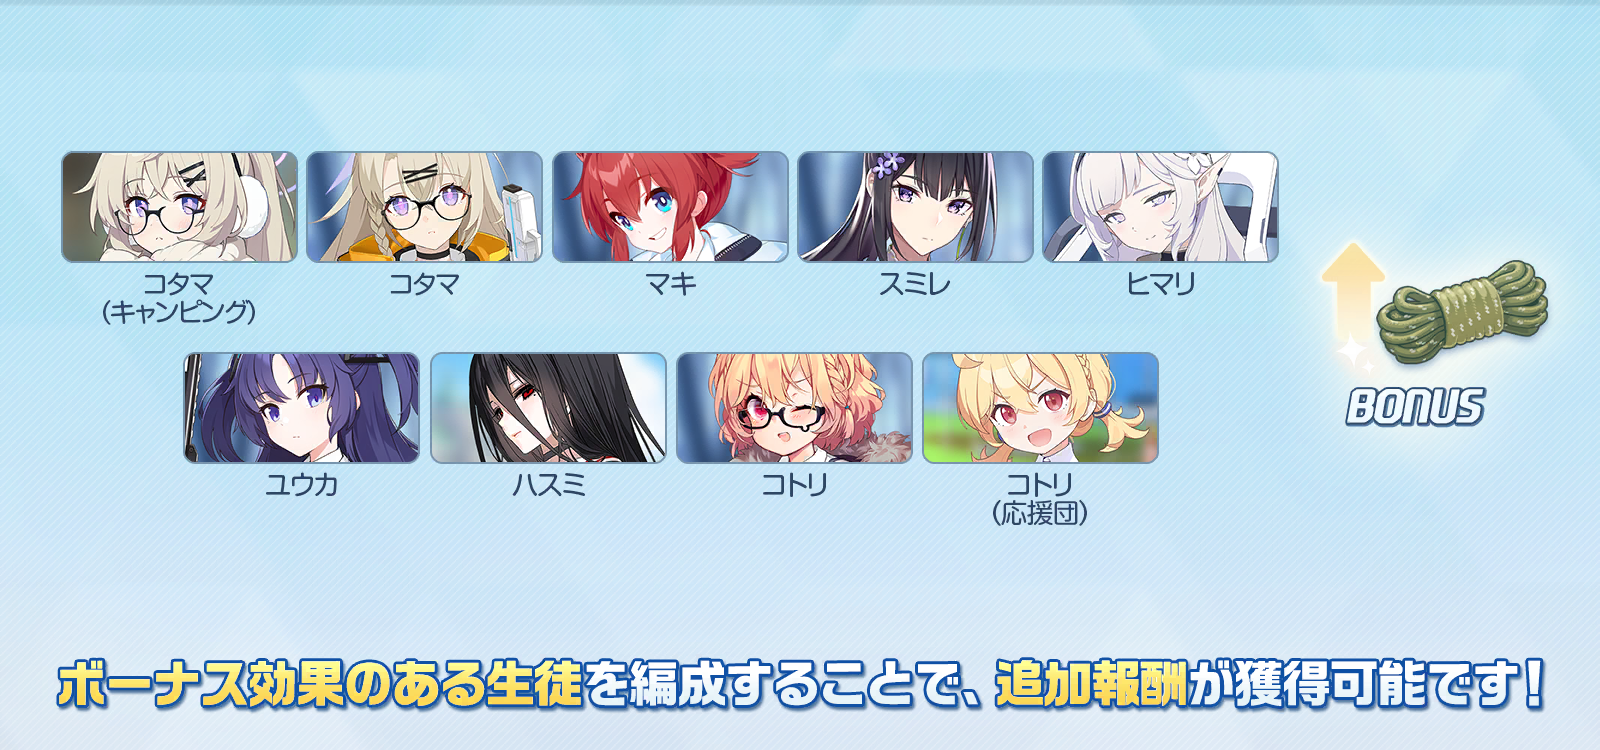 コタマ
(キャンピング)
コタマ
マキ
スミレ
ヒマリ
ユウカ
ハスミ
コトリ
コトリ
(応援団)
BONUS
ボーナス効果のある生徒を編成することで、追加報酬が獲得可能です!